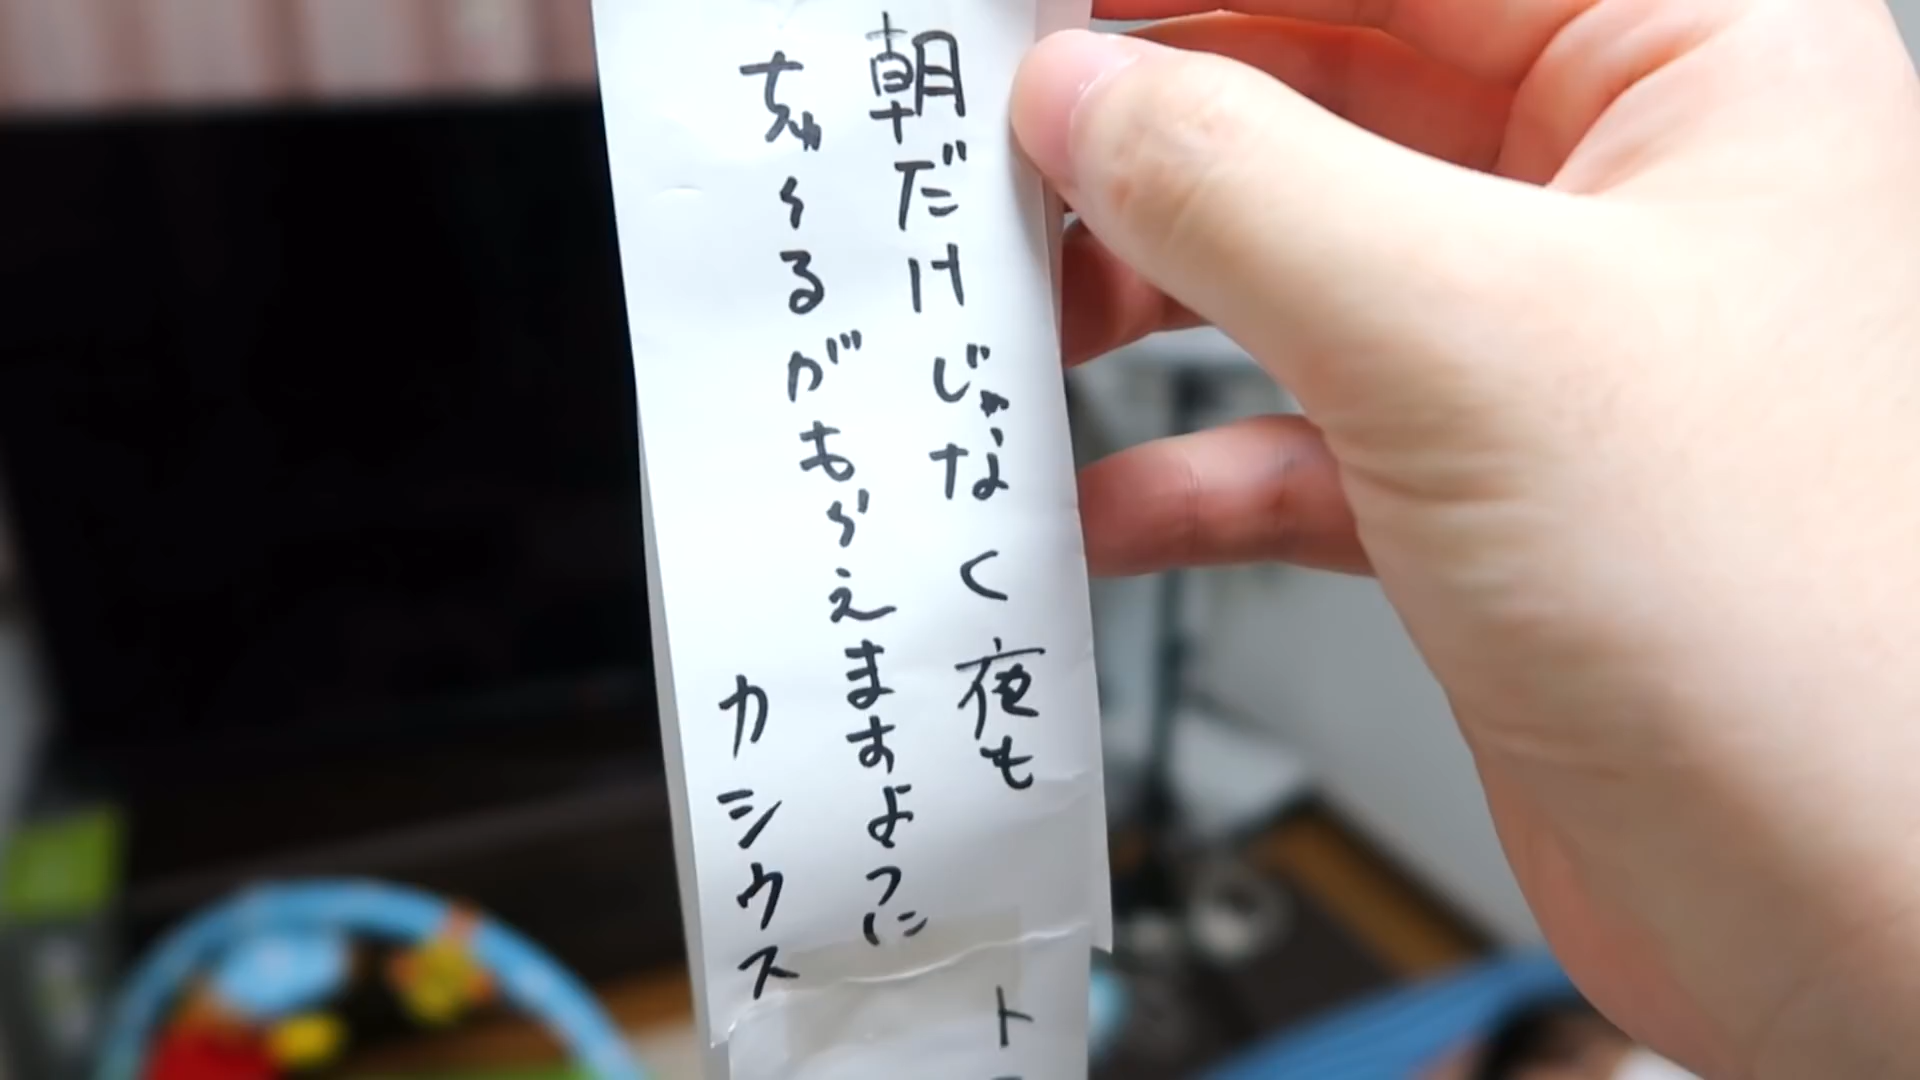 朝だけじゃなく夜も
ちゅ〜るがもらえますように
カシウス
ト